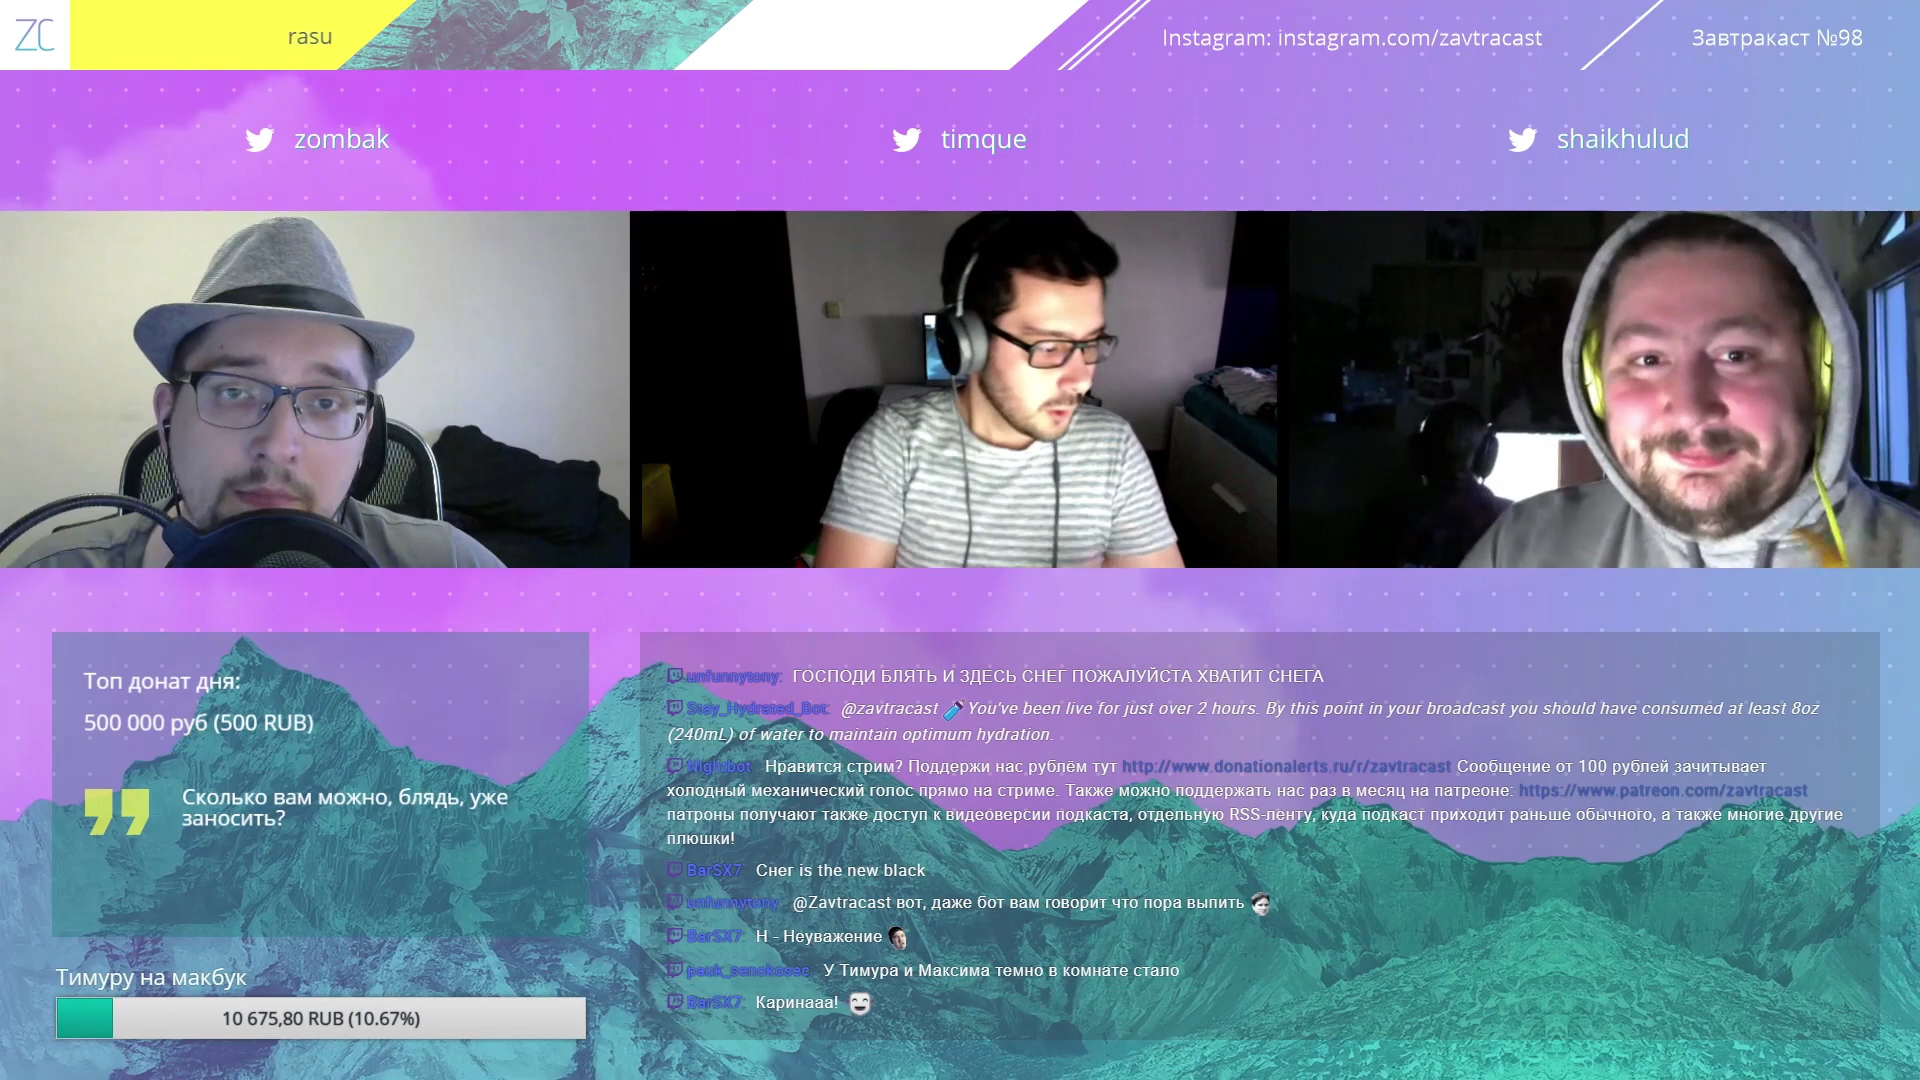 ZC
rasu
Instagram: instagram.com/zavtracast
Завтракаст №98
zombak
timque
shaikhulud
Топ донат дня:
500 000 руб (500 RUB)
Сколько вам можно, блядь, уже
заносить?
Тимуру на макбук
10 675,80 RUB (10.67%)
unfunnytony: ГОСПОДИ БЛЯТЬ И ЗДЕСЬ СНЕГ ПОЖАЛУЙСТА ХВАТИТ СНЕГА
Stay_Hydrated_Bot: @zavtracast You've been live for just over 2 hours. By this point in your broadcast you should have consumed at least 8oz
(240mL) of water to maintain optimum hydration.
Nightbot: Нравится стрим? Поддержи нас рублём тут http://www.donationalerts.ru/r/zavtracast Сообщение от 100 рублей зачитывает
холодный механический голос прямо на стриме. Также можно поддержать нас раз в месяц на патреоне: https://www.patreon.com/zavtracast
патроны получают также доступ к видеоверсии подкаста, отдельную RSS-ленту, куда подкаст приходит раньше обычного, а также многие другие
плюшки!
BarSX7: Снег is the new black
unfunnytony: @Zavtracast вот, даже бот вам говорит что пора выпить
BarSX7: Н - Неуважение
pauk_senokosec: У Тимура и Максима темно в комнате стало
BarSX7: Каринааа!